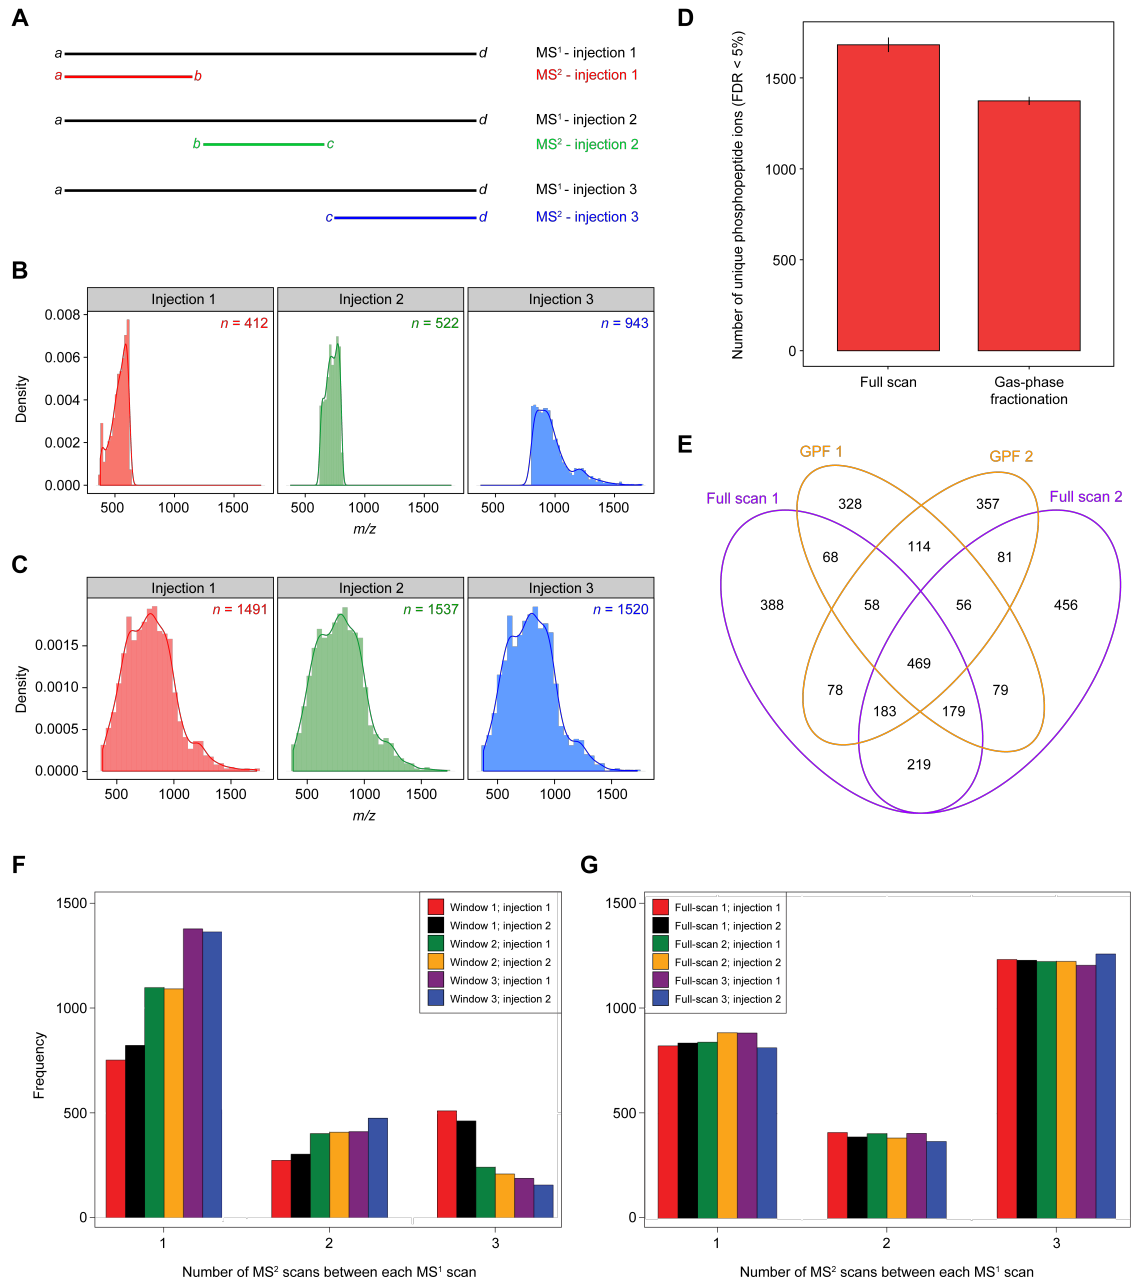 A
a d MS¹ - injection 1
a b MS² - injection 1
a d MS¹ - injection 2
b c MS² - injection 2
a d MS¹ - injection 3
c d MS² - injection 3
B
Injection 1 Injection 2 Injection 3
n = 412 n = 522 n = 943
0.008
0.006
0.004
0.002
0.000
Density
500 1000 1500 500 1000 1500 500 1000 1500
m/z
C
Injection 1 Injection 2 Injection 3
n = 1491 n = 1537 n = 1520
0.0015
0.0010
0.0005
0.0000
Density
500 1000 1500 500 1000 1500 500 1000 1500
m/z
D
Number of unique phosphopeptide ions (FDR < 5%)
1500
1000
500
0
Full scan Gas-phase
fractionation
E
GPF 1 GPF 2
Full scan 1 Full scan 2
328 357
68 114 81
388 58 56 456
469
78 79
183 179
219
F
1500
1000
500
0
Frequency
Window 1; injection 1
Window 1; injection 2
Window 2; injection 1
Window 2; injection 2
Window 3; injection 1
Window 3; injection 2
1 2 3
Number of MS² scans between each MS¹ scan
G
1500
1000
500
0
Full-scan 1; injection 1
Full-scan 1; injection 2
Full-scan 2; injection 1
Full-scan 2; injection 2
Full-scan 3; injection 1
Full-scan 3; injection 2
1 2 3
Number of MS² scans between each MS¹ scan